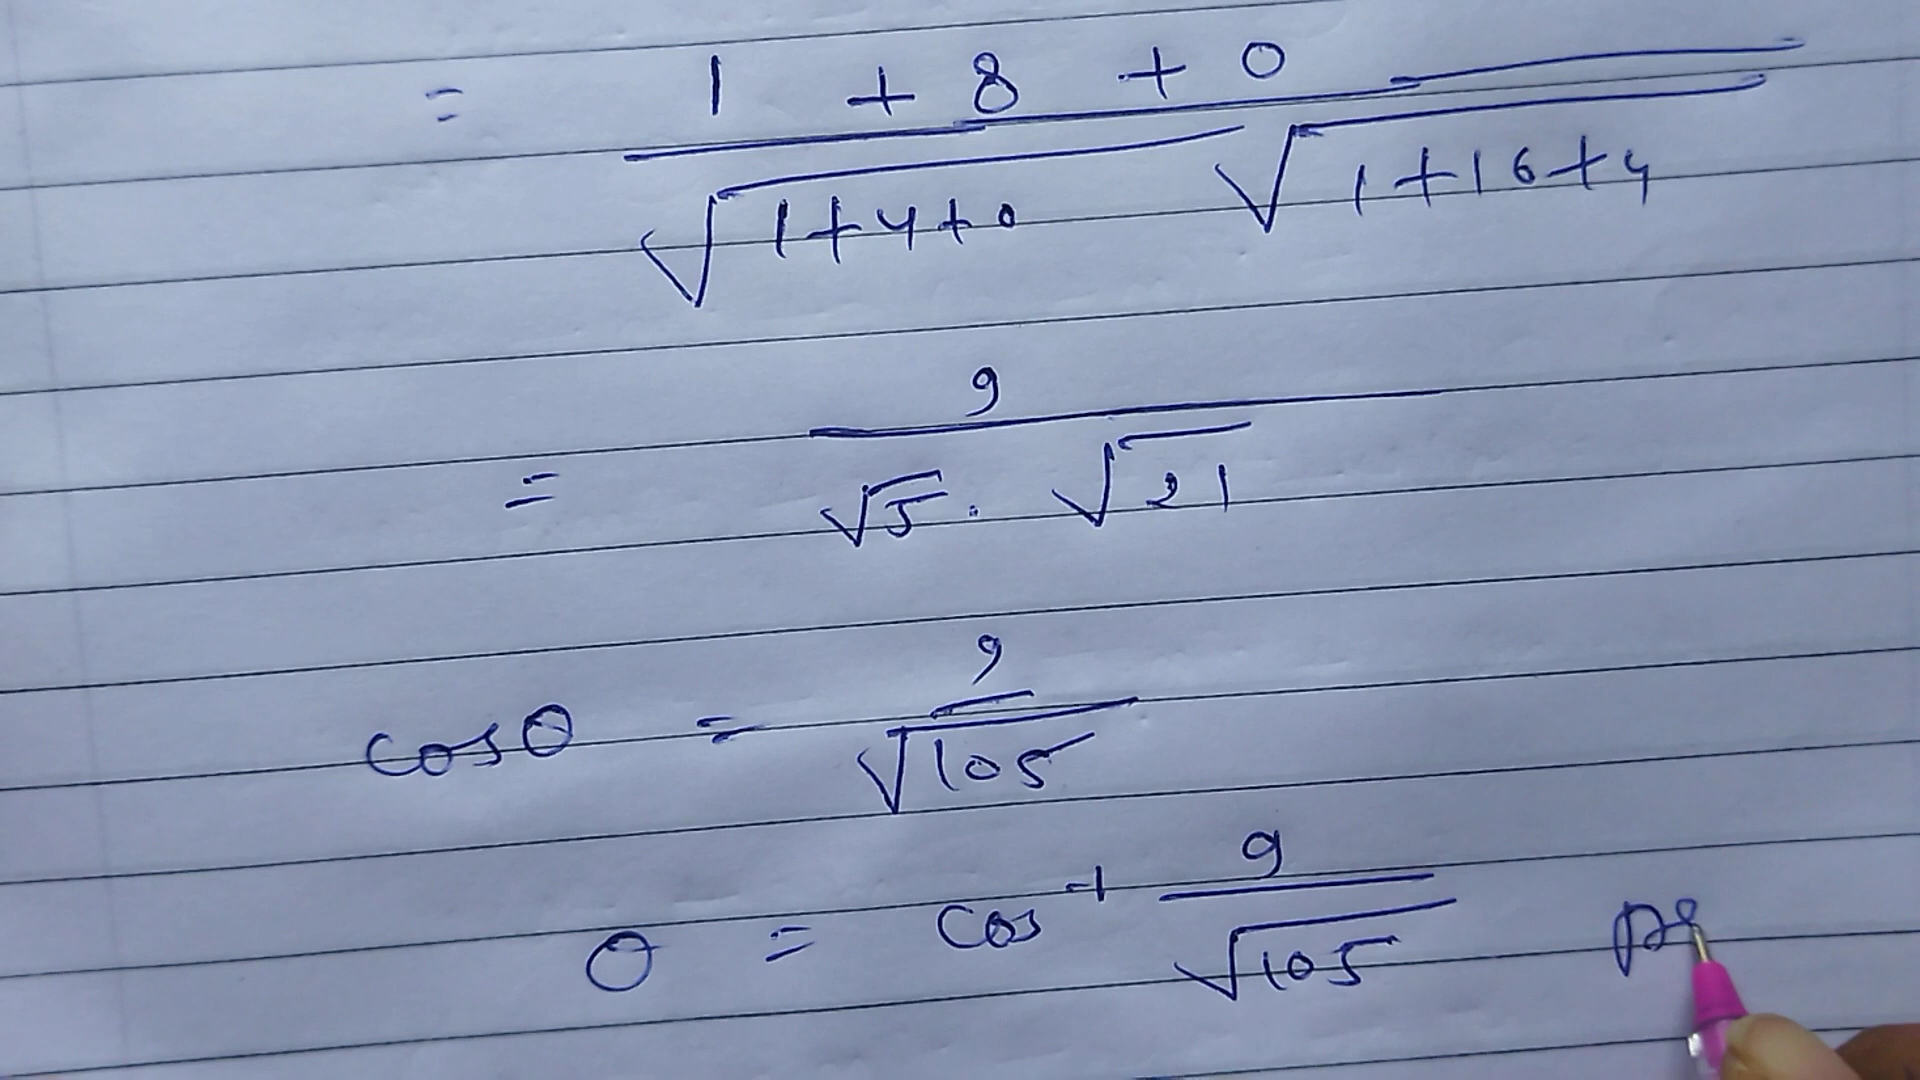 = 1 + 8 + 0 / √(1+4+0) √(1+16+4)
= 9 / √5 . √21
cosθ = 9 / √105
θ = cos⁻¹ 9 / √105